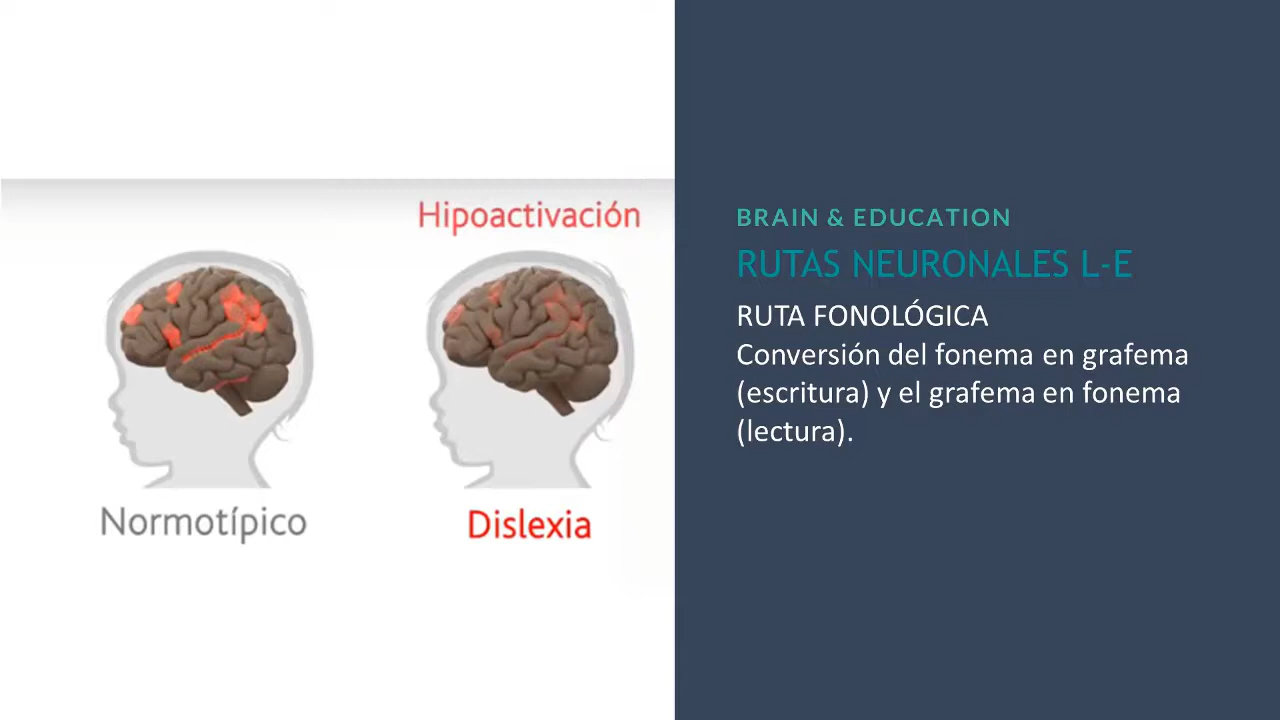 Hipoactivación
Normotípico
Dislexia
BRAIN & EDUCATION
RUTAS NEURONALES L-E
RUTA FONOLÓGICA
Conversión del fonema en grafema
(escritura) y el grafema en fonema
(lectura).